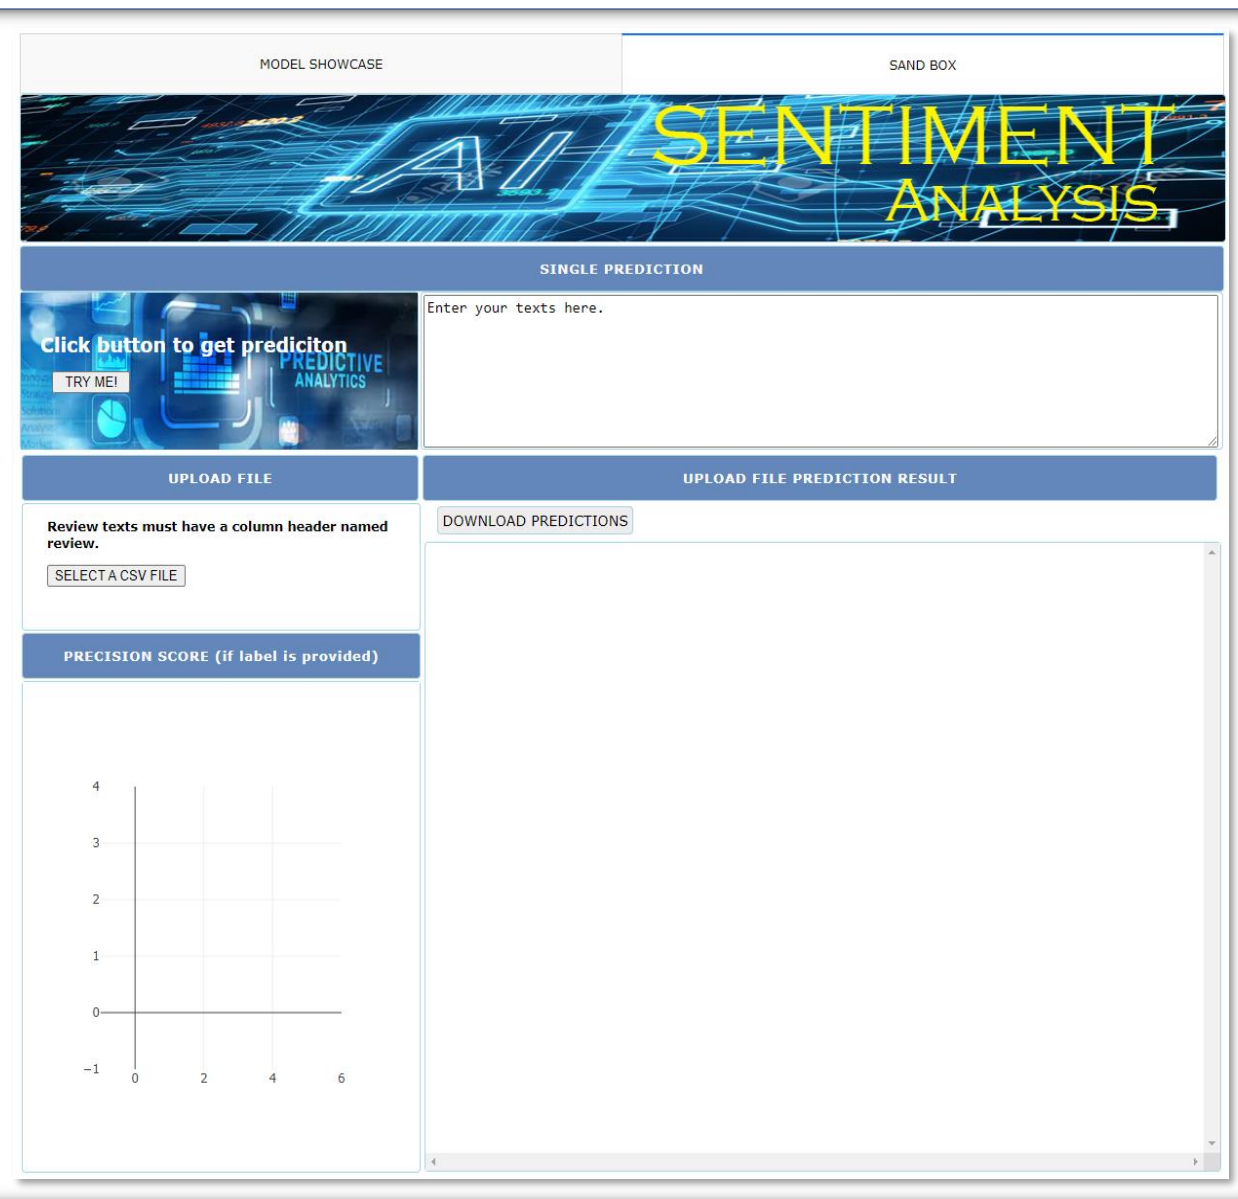 MODEL SHOWCASE
SAND BOX
AI
SENTIMENT
ANALYSIS
SINGLE PREDICTION
Click button to get prediciton
TRY ME!
PREDICTIVE
ANALYTICS
Enter your texts here.
UPLOAD FILE
UPLOAD FILE PREDICTION RESULT
Review texts must have a column header named
review.
SELECT A CSV FILE
DOWNLOAD PREDICTIONS
PRECISION SCORE (if label is provided)
4
3
2
1
0
−1
0 2 4 6